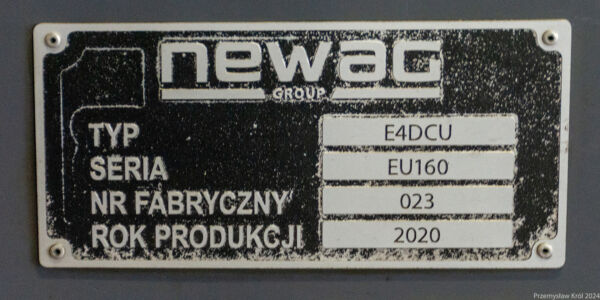 newag
GROUP
TYP E4DCU
SERIA EU160
NR FABRYCZNY 023
ROK PRODUKCJI 2020
Przemysław Król 2024